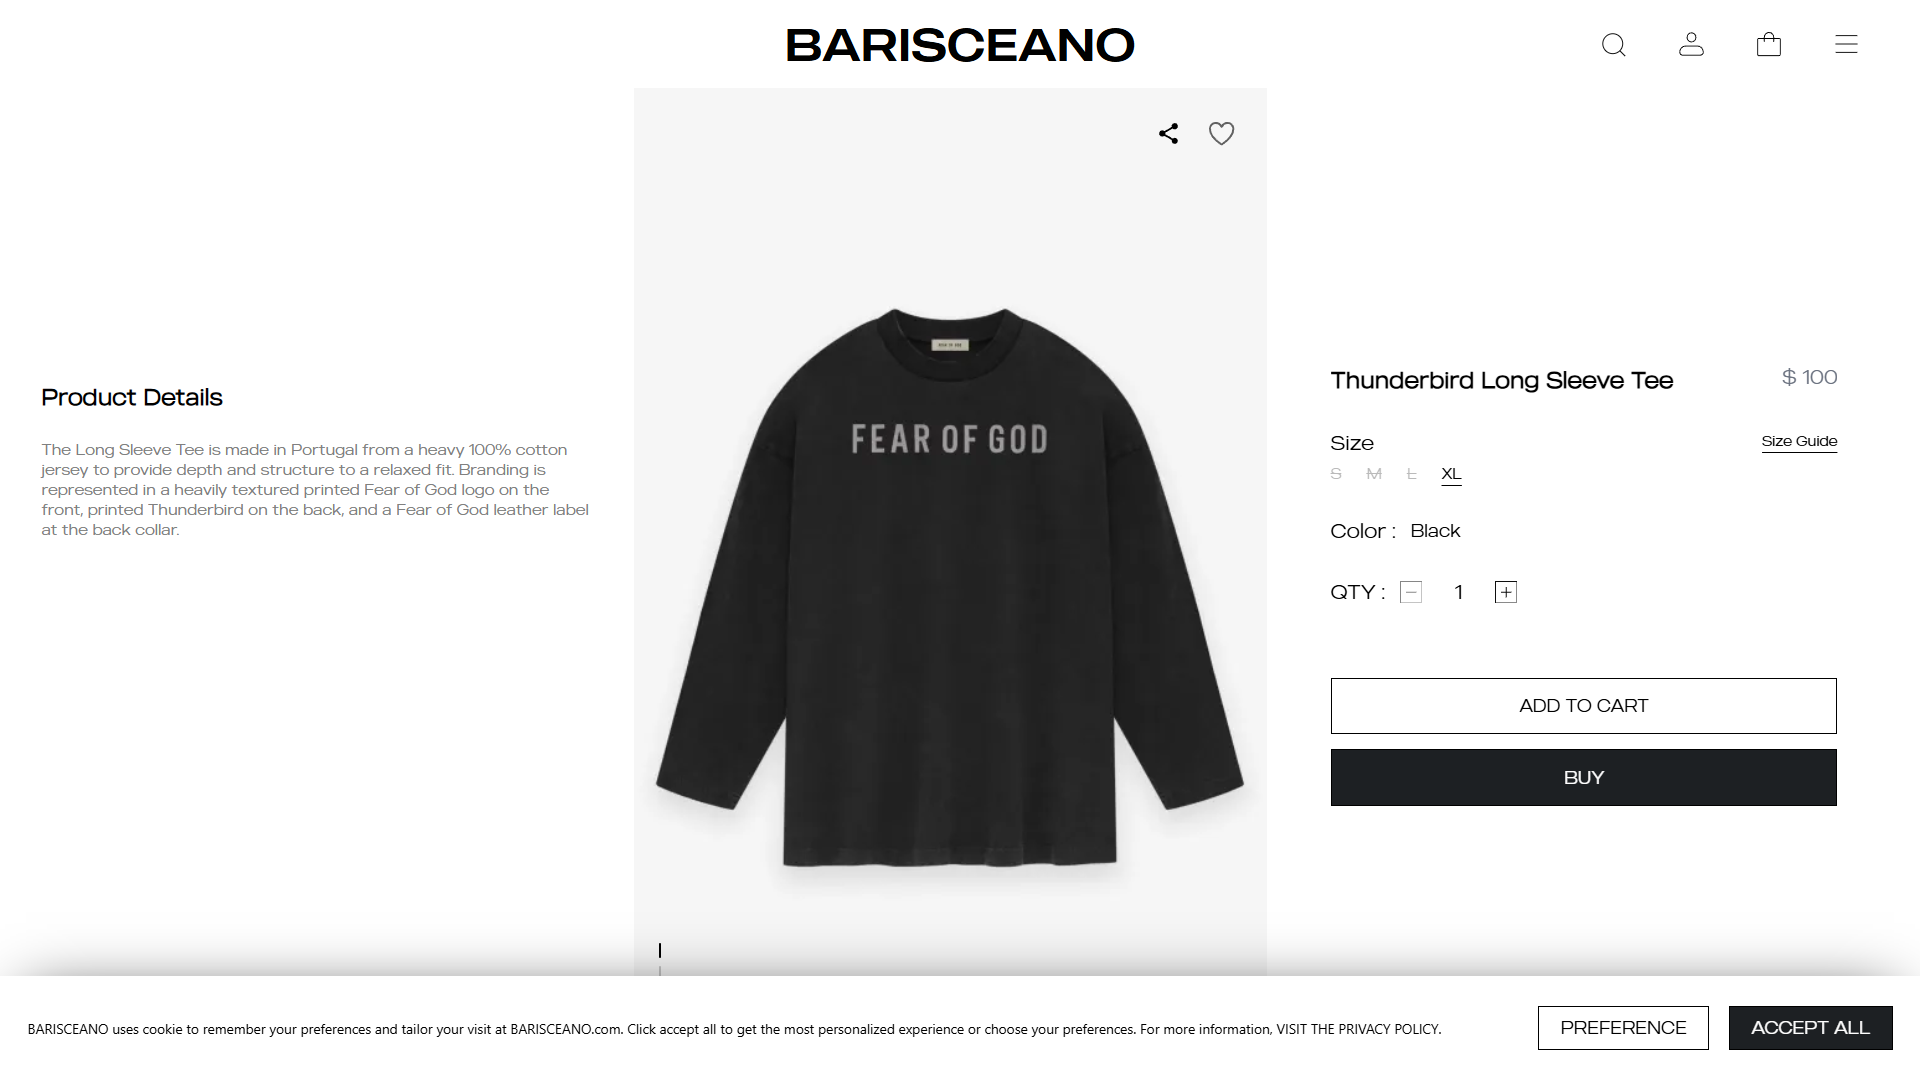 BARISCEANO
Product Details
The Long Sleeve Tee is made in Portugal from a heavy 100% cotton
jersey to provide depth and structure to a relaxed fit. Branding is
represented in a heavily textured printed Fear of God logo on the
front, printed Thunderbird on the back, and a Fear of God leather label
at the back collar.
FEAR OF GOD
FEAR OF GOD
Thunderbird Long Sleeve Tee
$ 100
Size
Size Guide
S M L XL
Color : Black
QTY : 1
ADD TO CART
BUY
BARISCEANO uses cookie to remember your preferences and tailor your visit at BARISCEANO.com. Click accept all to get the most personalized experience or choose your preferences. For more information, VISIT THE PRIVACY POLICY.
PREFERENCE
ACCEPT ALL